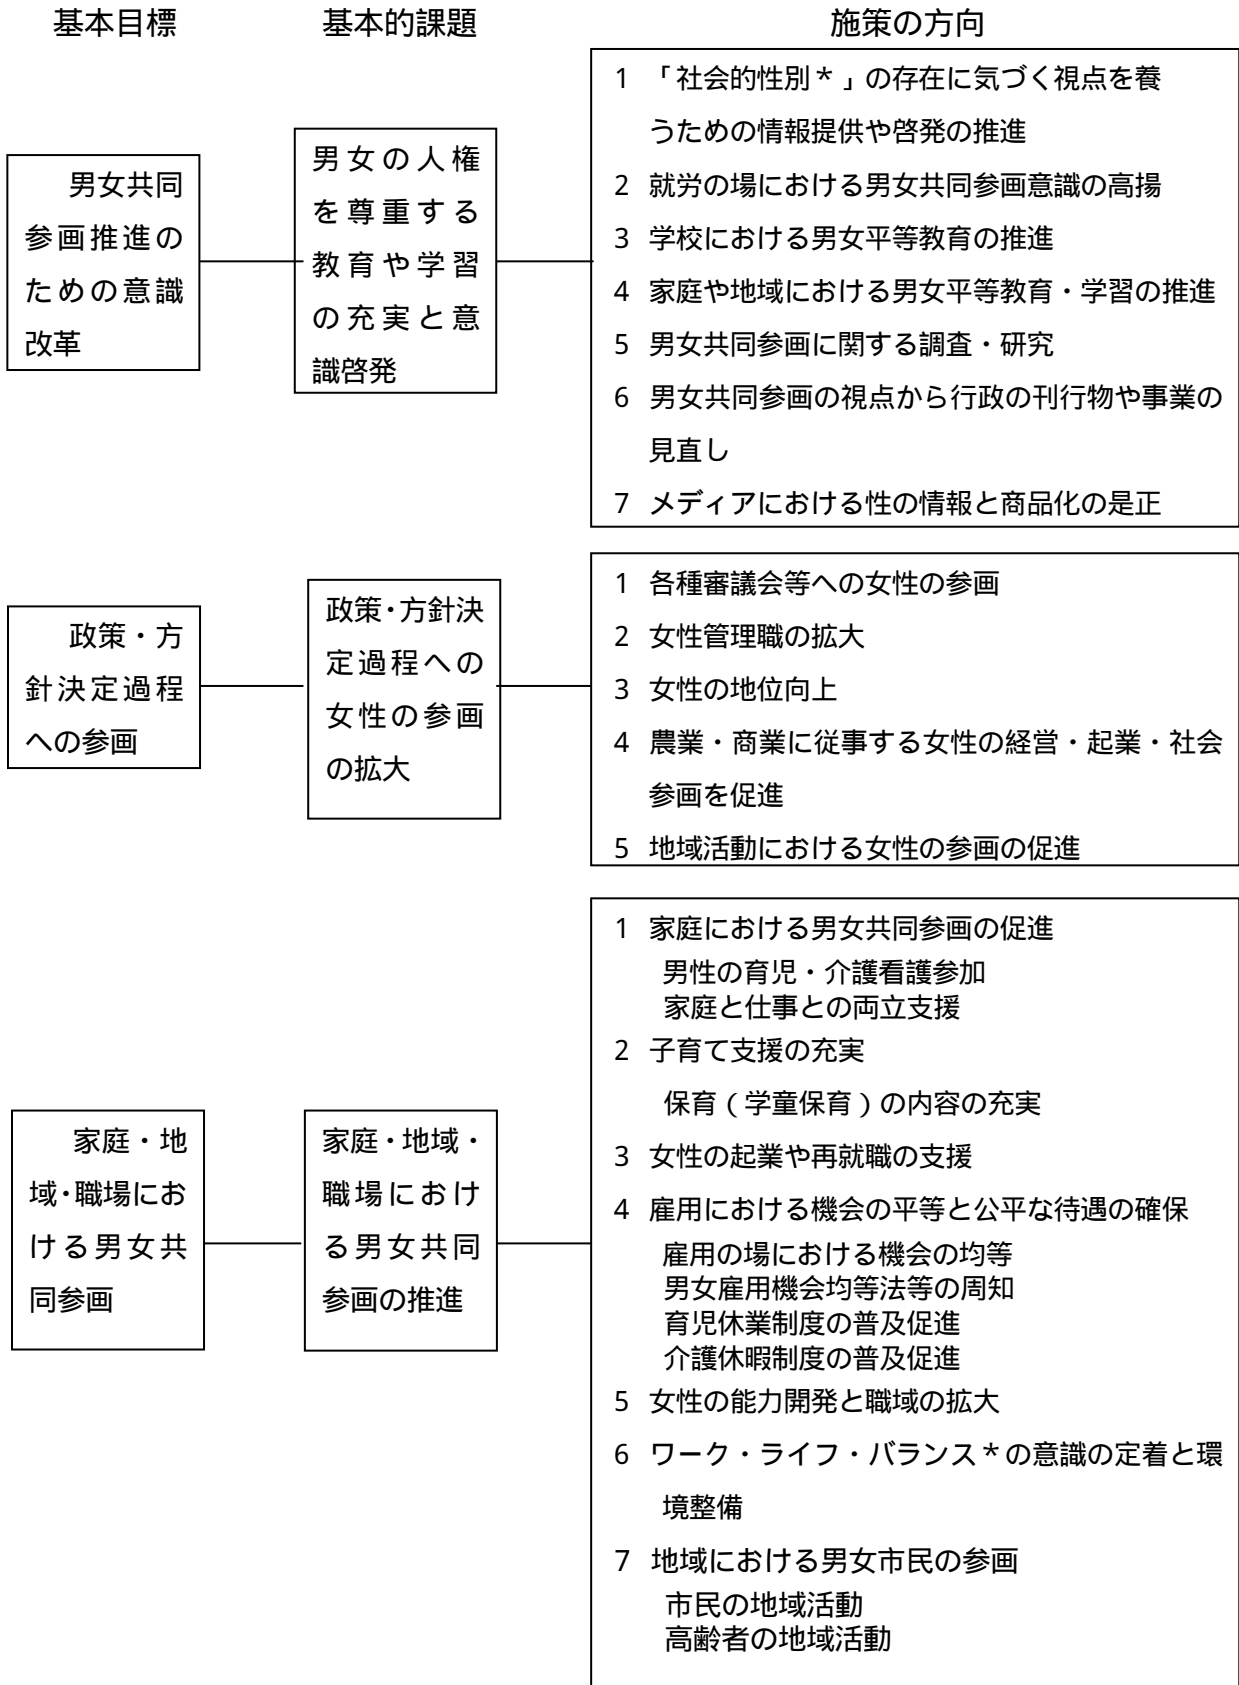 基本目標 基本的課題 施策の方向
男女共同
参画推進の
ための意識
改革
男女の人権
を尊重する
教育や学習
の充実と意
識啓発
1 「社会的性別*」の存在に気づく視点を養
うための情報提供や啓発の推進
2 就労の場における男女共同参画意識の高揚
3 学校における男女平等教育の推進
4 家庭や地域における男女平等教育・学習の推進
5 男女共同参画に関する調査・研究
6 男女共同参画の視点から行政の刊行物や事業の
見直し
7 メディアにおける性の情報と商品化の是正
政策・方
針決定過程
への参画
政策・方針決
定過程への
女性の参画
の拡大
1 各種審議会等への女性の参画
2 女性管理職の拡大
3 女性の地位向上
4 農業・商業に従事する女性の経営・起業・社会
参画を促進
5 地域活動における女性の参画の促進
家庭・地
域・職場にお
ける男女共
同参画
家庭・地域・
職場におけ
る男女共同
参画の推進
1 家庭における男女共同参画の促進
男性の育児・介護看護参加
家庭と仕事との両立支援
2 子育て支援の充実
保育(学童保育)の内容の充実
3 女性の起業や再就職の支援
4 雇用における機会の平等と公平な待遇の確保
雇用の場における機会の均等
男女雇用機会均等法等の周知
育児休業制度の普及促進
介護休暇制度の普及促進
5 女性の能力開発と職域の拡大
6 ワーク・ライフ・バランス*の意識の定着と環
境整備
7 地域における男女市民の参画
市民の地域活動
高齢者の地域活動